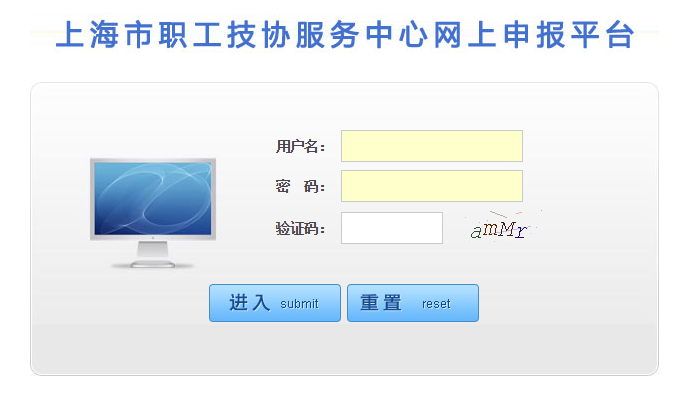 上海市职工技协服务中心网上申报平台
用户名：
密 码：
验证码： amMr
进入 submit 重置 reset